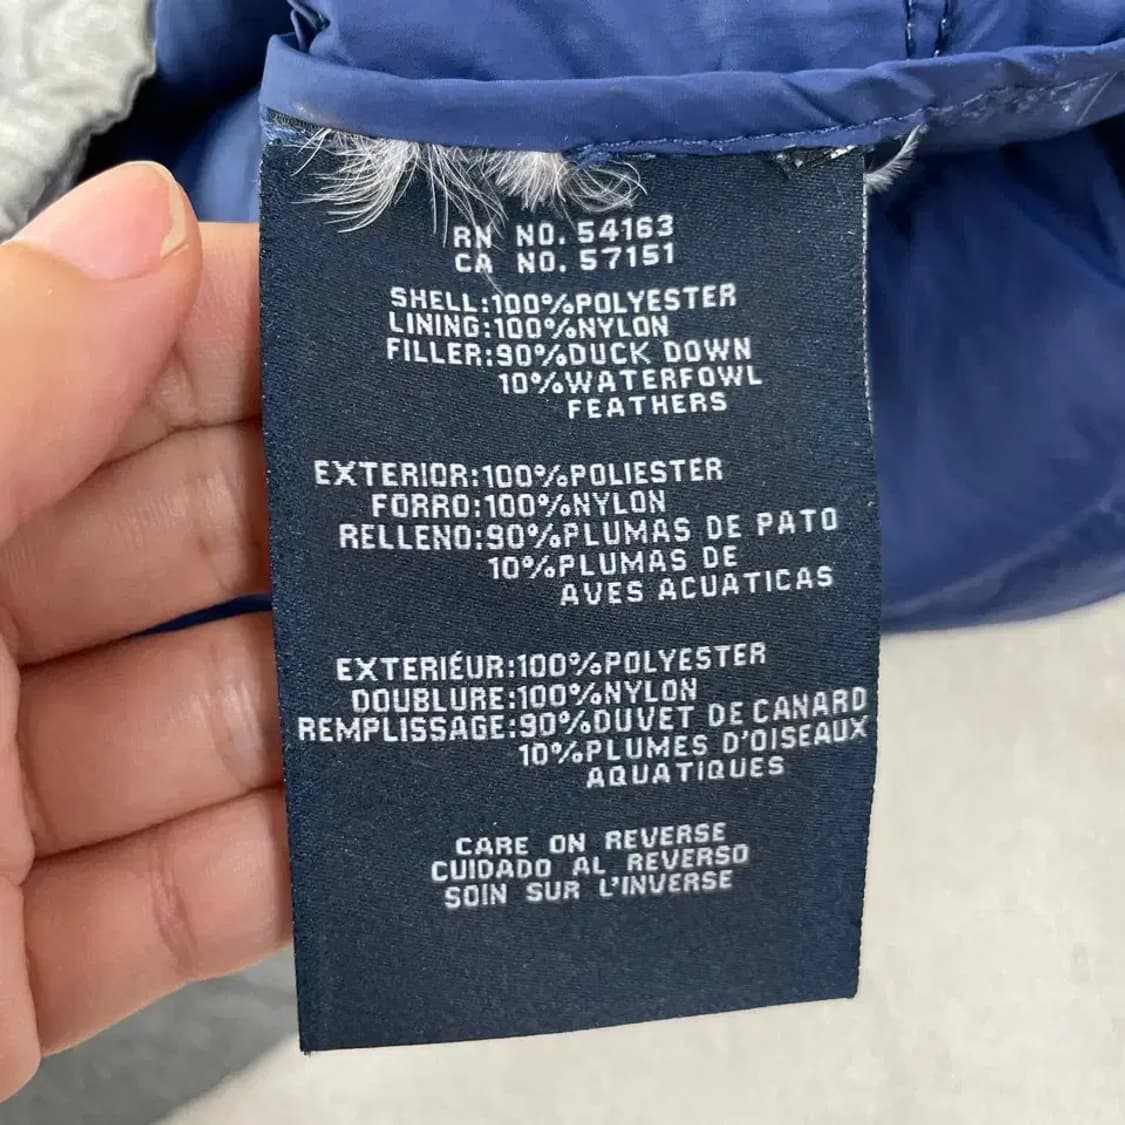 RN NO. 54163
CA NO. 57151
SHELL:100%POLYESTER
LINING:100%NYLON
FILLER:90%DUCK DOWN
10%WATERFOWL
FEATHERS
EXTERIOR:100%POLIESTER
FORRO:100%NYLON
RELLENO:90%PLUMAS DE PATO
10%PLUMAS DE
AVES ACUATICAS
EXTERIÉUR:100%POLYESTER
DOUBLURE:100%NYLON
REMPLISSAGE:90%DUVET DE CANARD
10%PLUMES D'OISEAUX
AQUATIQUES
CARE ON REVERSE
CUIDADO AL REVERSO
SOIN SUR L'INVERSE